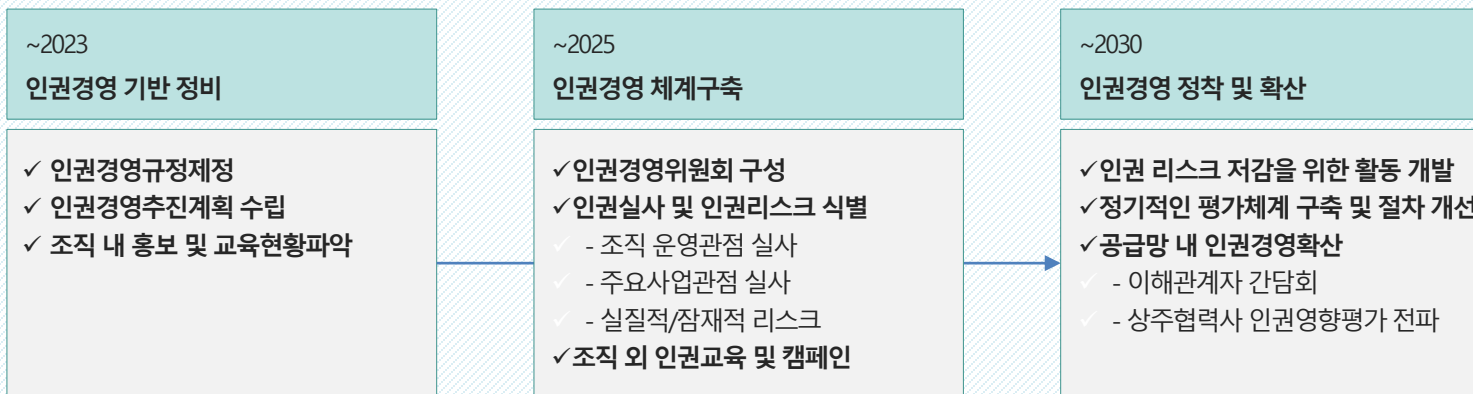 ~2023
인권경영 기반 정비
✓ 인권경영규정제정
✓ 인권경영추진계획 수립
✓ 조직 내 홍보 및 교육현황파악
~2025
인권경영 체계구축
✓인권경영위원회 구성
✓인권실사 및 인권리스크 식별
✓ - 조직 운영관점 실사
✓ - 주요사업관점 실사
✓ - 실질적/잠재적 리스크
✓조직 외 인권교육 및 캠페인
~2030
인권경영 정착 및 확산
✓인권 리스크 저감을 위한 활동 개발
✓정기적인 평가체계 구축 및 절차 개선
✓공급망 내 인권경영확산
✓ - 이해관계자 간담회
✓ - 상주협력사 인권영향평가 전파